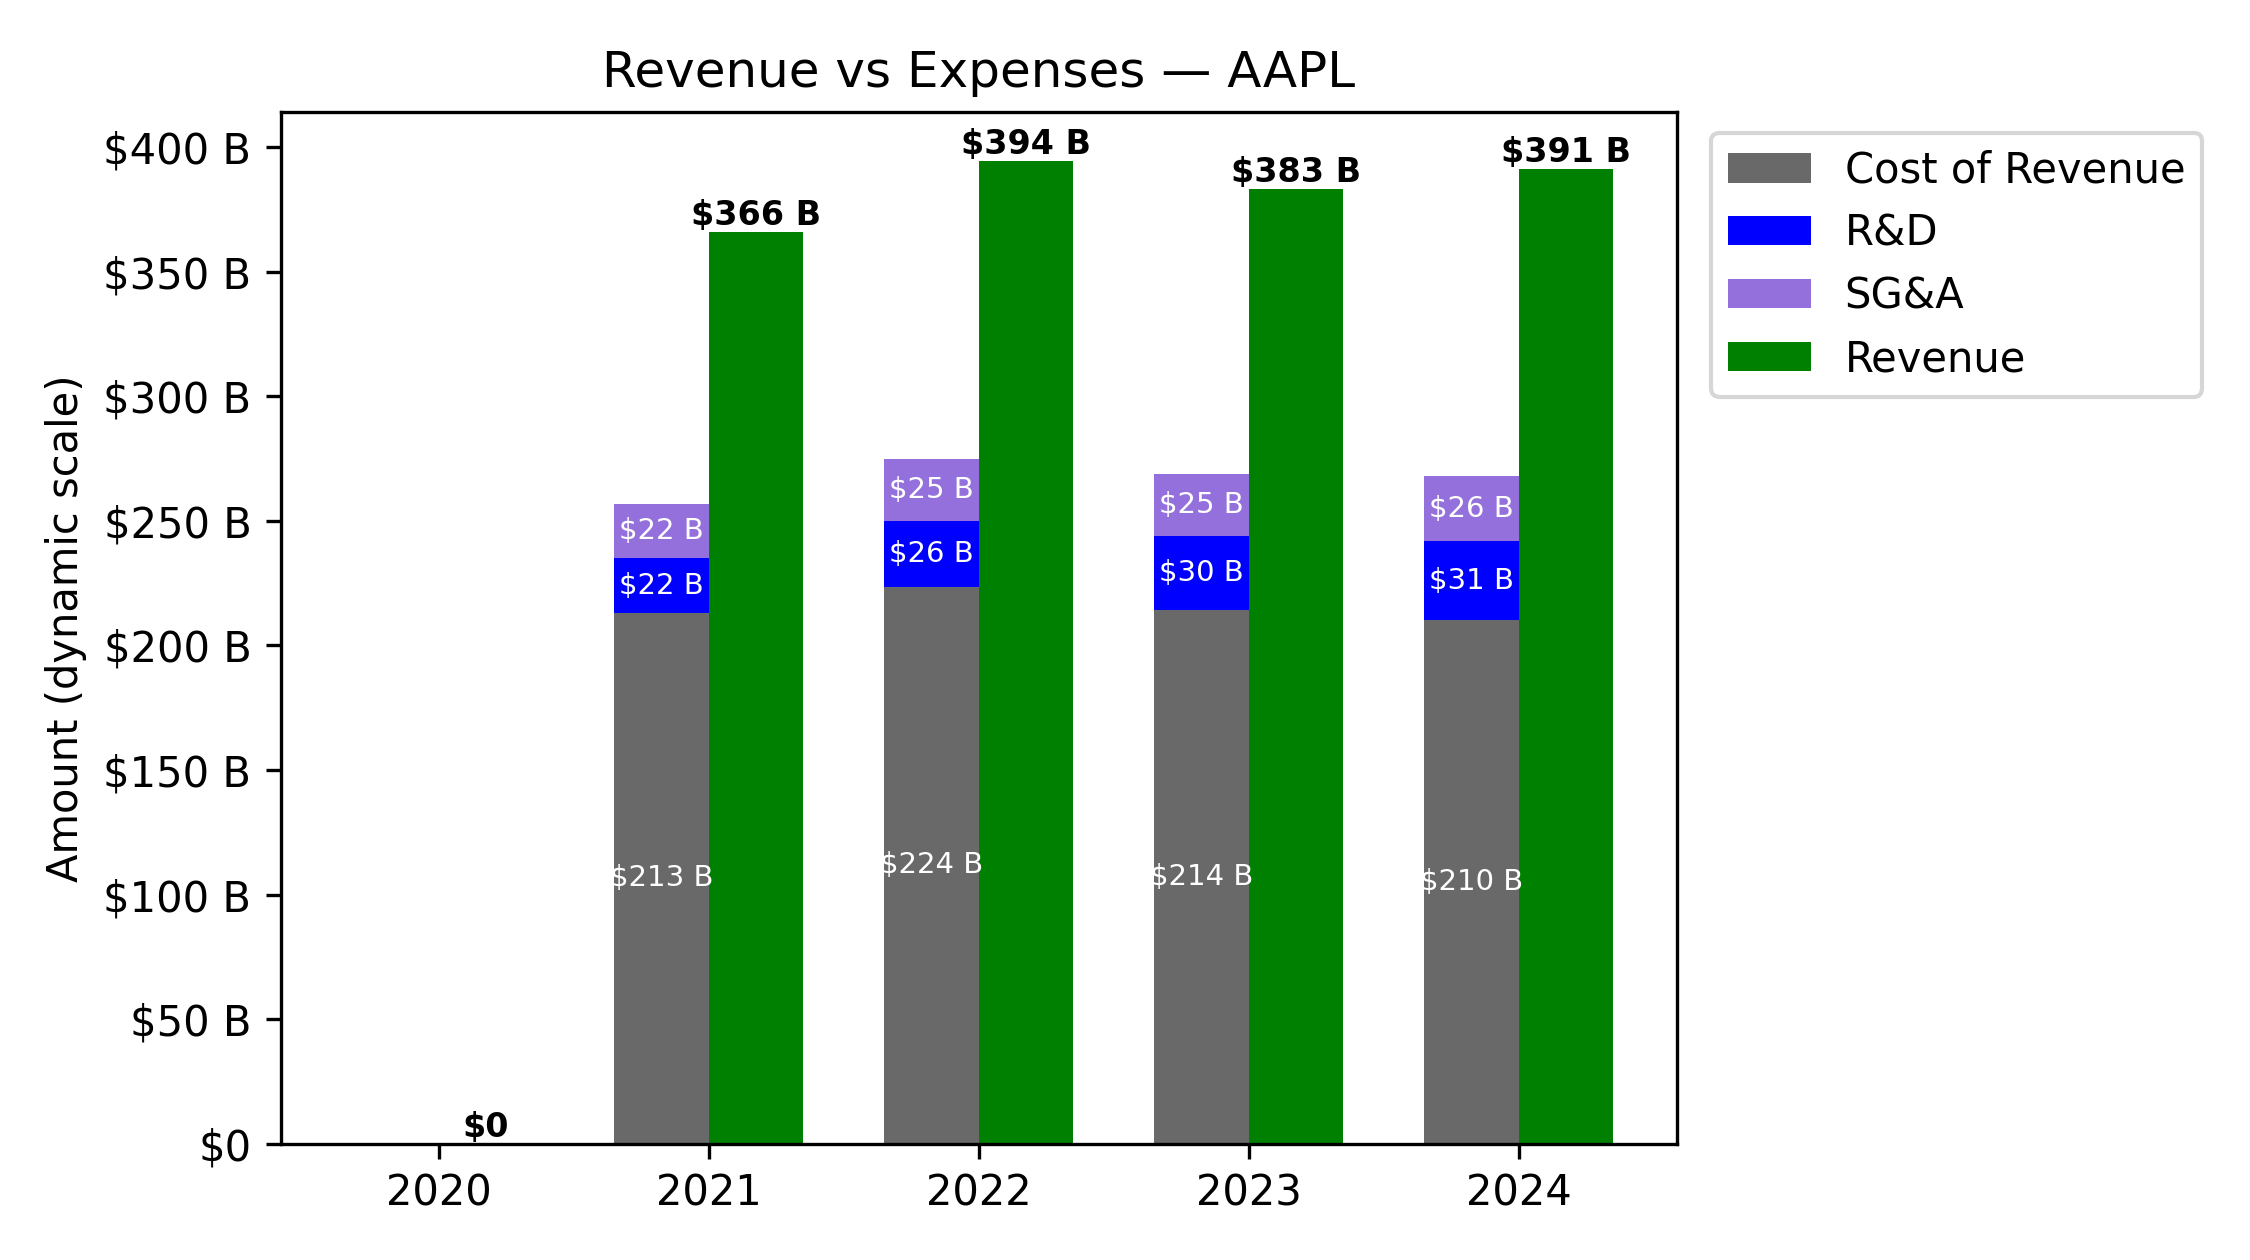 Revenue vs Expenses — AAPL
Amount (dynamic scale)
$400 B
$350 B
$300 B
$250 B
$200 B
$150 B
$100 B
$50 B
$0
$0
$366 B
$22 B
$22 B
$213 B
$394 B
$25 B
$26 B
$224 B
$383 B
$25 B
$30 B
$214 B
$391 B
$26 B
$31 B
$210 B
2020 2021 2022 2023 2024
Cost of Revenue
R&D
SG&A
Revenue